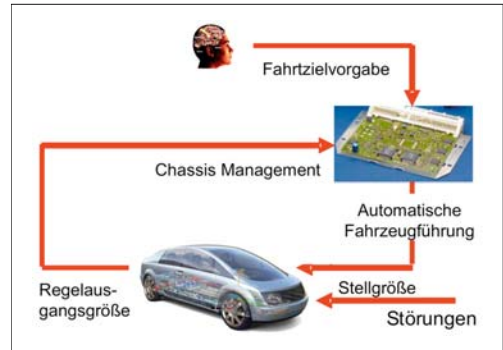 Fahrtzielvorgabe
Chassis Management
Automatische
Fahrzeugführung
Regelaus-
gangsgröße
Stellgröße
Störungen